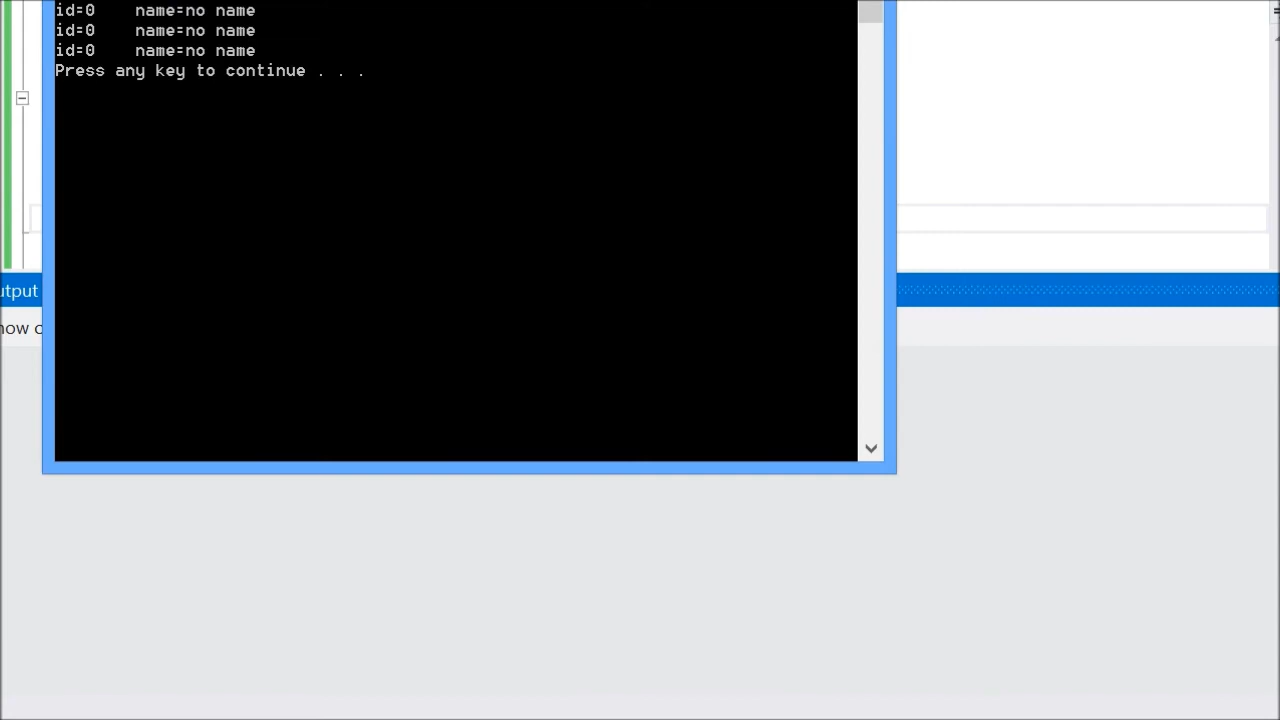 id=0    name=no name
id=0    name=no name
id=0    name=no name
Press any key to continue . . .
utput